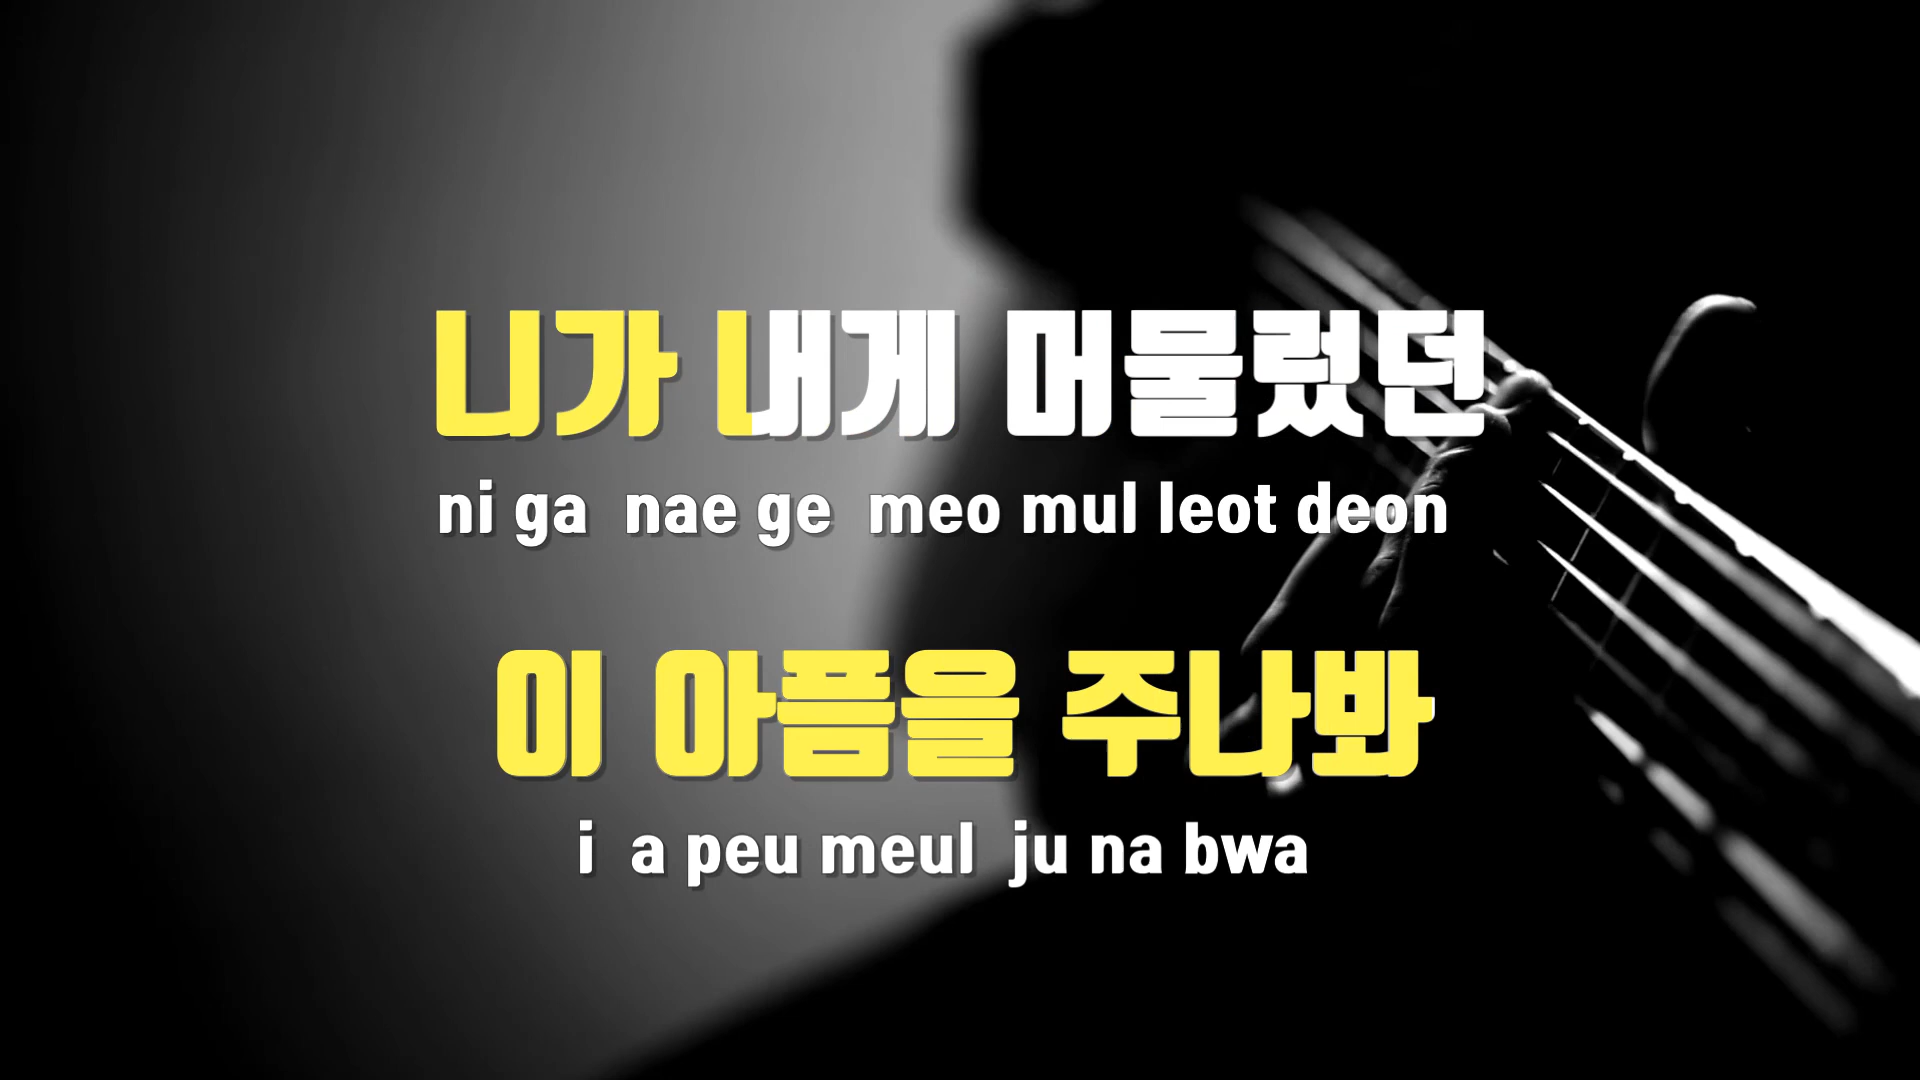 니가 내게 머물렀던
ni ga nae ge meo mul leot deon
이 아픔을 주나봐
i a peu meul ju na bwa